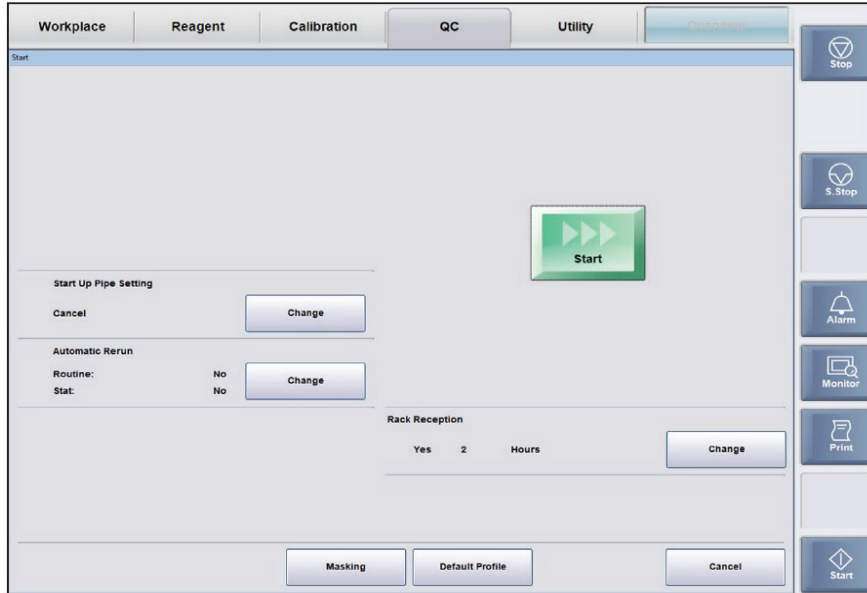 Workplace Reagent Calibration QC Utility Overview
Start
Stop
S.Stop
Start
Start Up Pipe Setting
Cancel Change
Alarm
Automatic Rerun
Routine: No
Stat: No
Change
Monitor
Rack Reception
Yes 2 Hours Change
Print
Masking Default Profile Cancel
Start